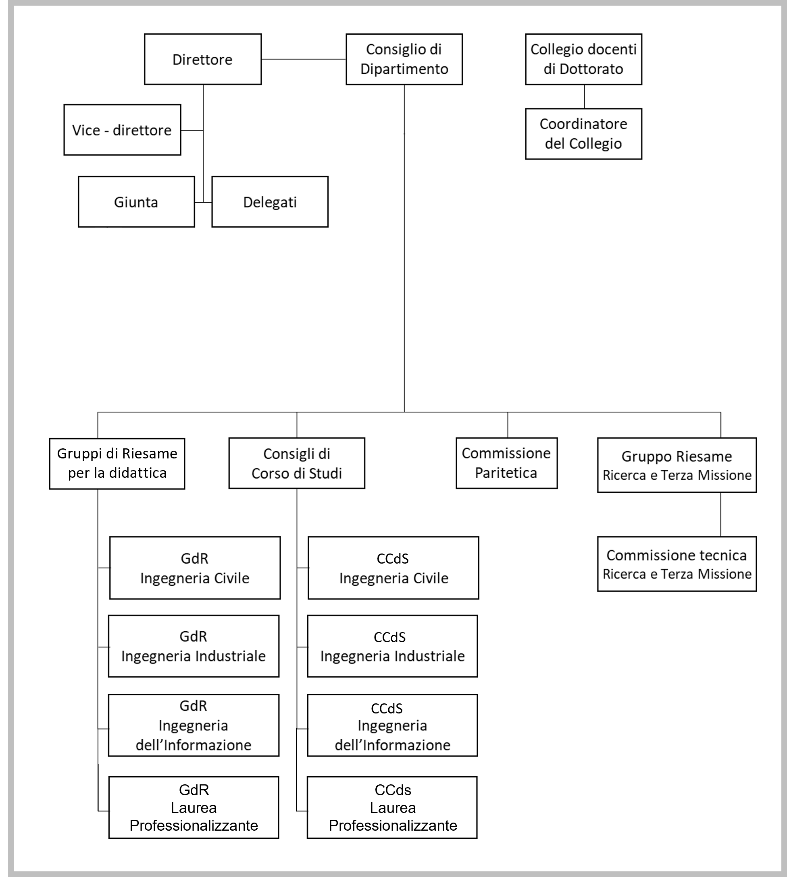 Direttore
Consiglio di
Dipartimento
Collegio docenti
di Dottorato
Vice - direttore
Coordinatore
del Collegio
Giunta
Delegati
Gruppi di Riesame
per la didattica
Consigli di
Corso di Studi
Commissione
Paritetica
Gruppo Riesame
Ricerca e Terza Missione
GdR
Ingegneria Civile
CCdS
Ingegneria Civile
Commissione tecnica
Ricerca e Terza Missione
GdR
Ingegneria Industriale
CCdS
Ingegneria Industriale
GdR
Ingegneria
dell’Informazione
CCdS
Ingegneria
dell’Informazione
GdR
Laurea
Professionalizzante
CCds
Laurea
Professionalizzante